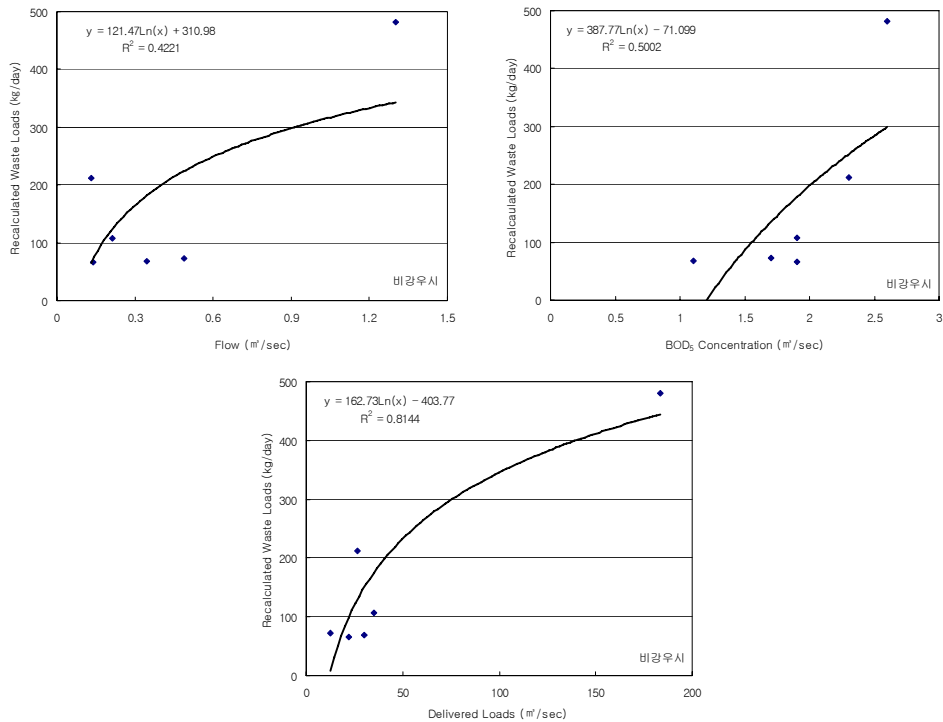 y = 121.47Ln(x) + 310.98
R² = 0.4221
Recalculated Waste Loads (kg/day)
500
400
300
200
100
0
0 0.3 0.6 0.9 1.2 1.5
비강우시
Flow (㎥/sec)
y = 387.77Ln(x) − 71.099
R² = 0.5002
Recalcaulated Waste Loads (kg/day)
500
400
300
200
100
0
0 0.5 1 1.5 2 2.5 3
비강우시
BOD₅ Concentration (㎥/sec)
y = 162.73Ln(x) − 403.77
R² = 0.8144
Recalculated Waste Loads (kg/day)
500
400
300
200
100
0
0 50 100 150 200
비강우시
Delivered Loads (㎥/sec)